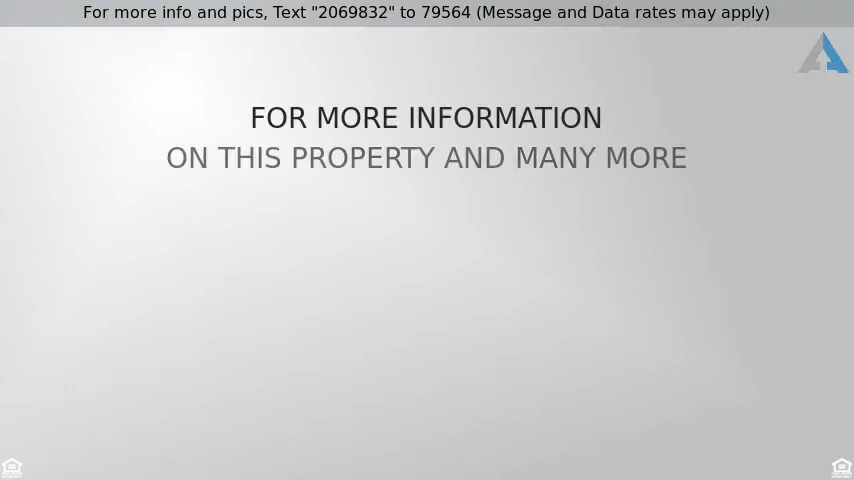 For more info and pics, Text "2069832" to 79564 (Message and Data rates may apply)
FOR MORE INFORMATION
ON THIS PROPERTY AND MANY MORE